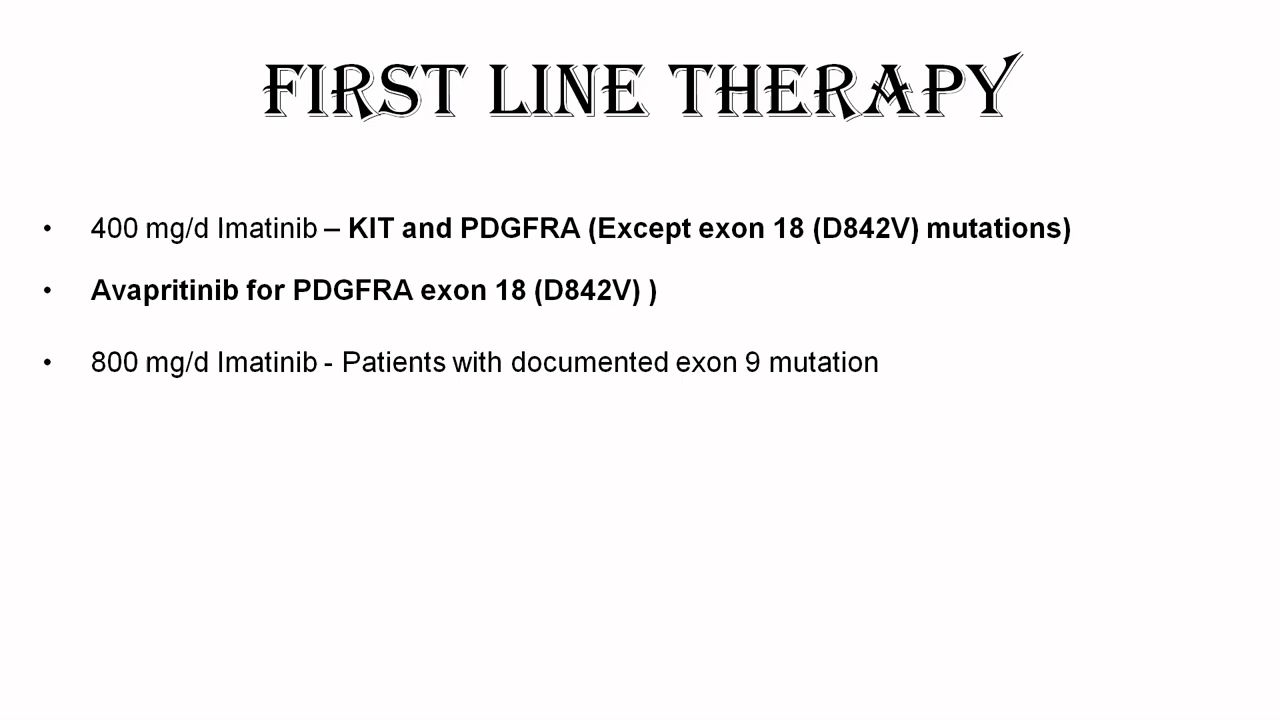 FIRST LINE THERAPY
• 400 mg/d Imatinib – KIT and PDGFRA (Except exon 18 (D842V) mutations)
• Avapritinib for PDGFRA exon 18 (D842V) )
• 800 mg/d Imatinib - Patients with documented exon 9 mutation